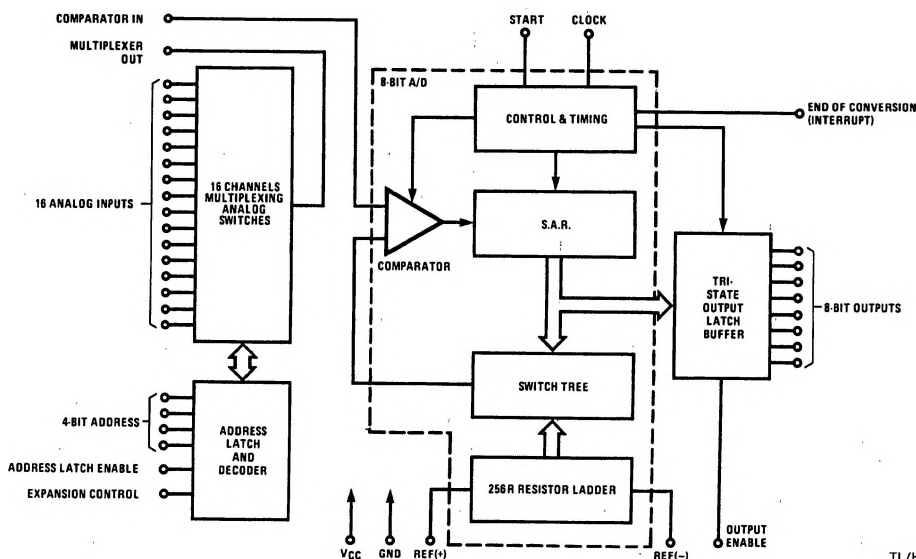 COMPARATOR IN
MULTIPLEXER
OUT
START
CLOCK
8-BIT A/D
CONTROL & TIMING
END OF CONVERSION
(INTERRUPT)
16 ANALOG INPUTS
16 CHANNELS
MULTIPLEXING
ANALOG
SWITCHES
COMPARATOR
S.A.R.
TRI-
STATE
OUTPUT
LATCH
BUFFER
8-BIT OUTPUTS
SWITCH TREE
4-BIT ADDRESS
ADDRESS
LATCH
AND
DECODER
ADDRESS LATCH ENABLE
EXPANSION CONTROL
256R RESISTOR LADDER
VCC
GND
REF(+)
REF(−)
OUTPUT
ENABLE